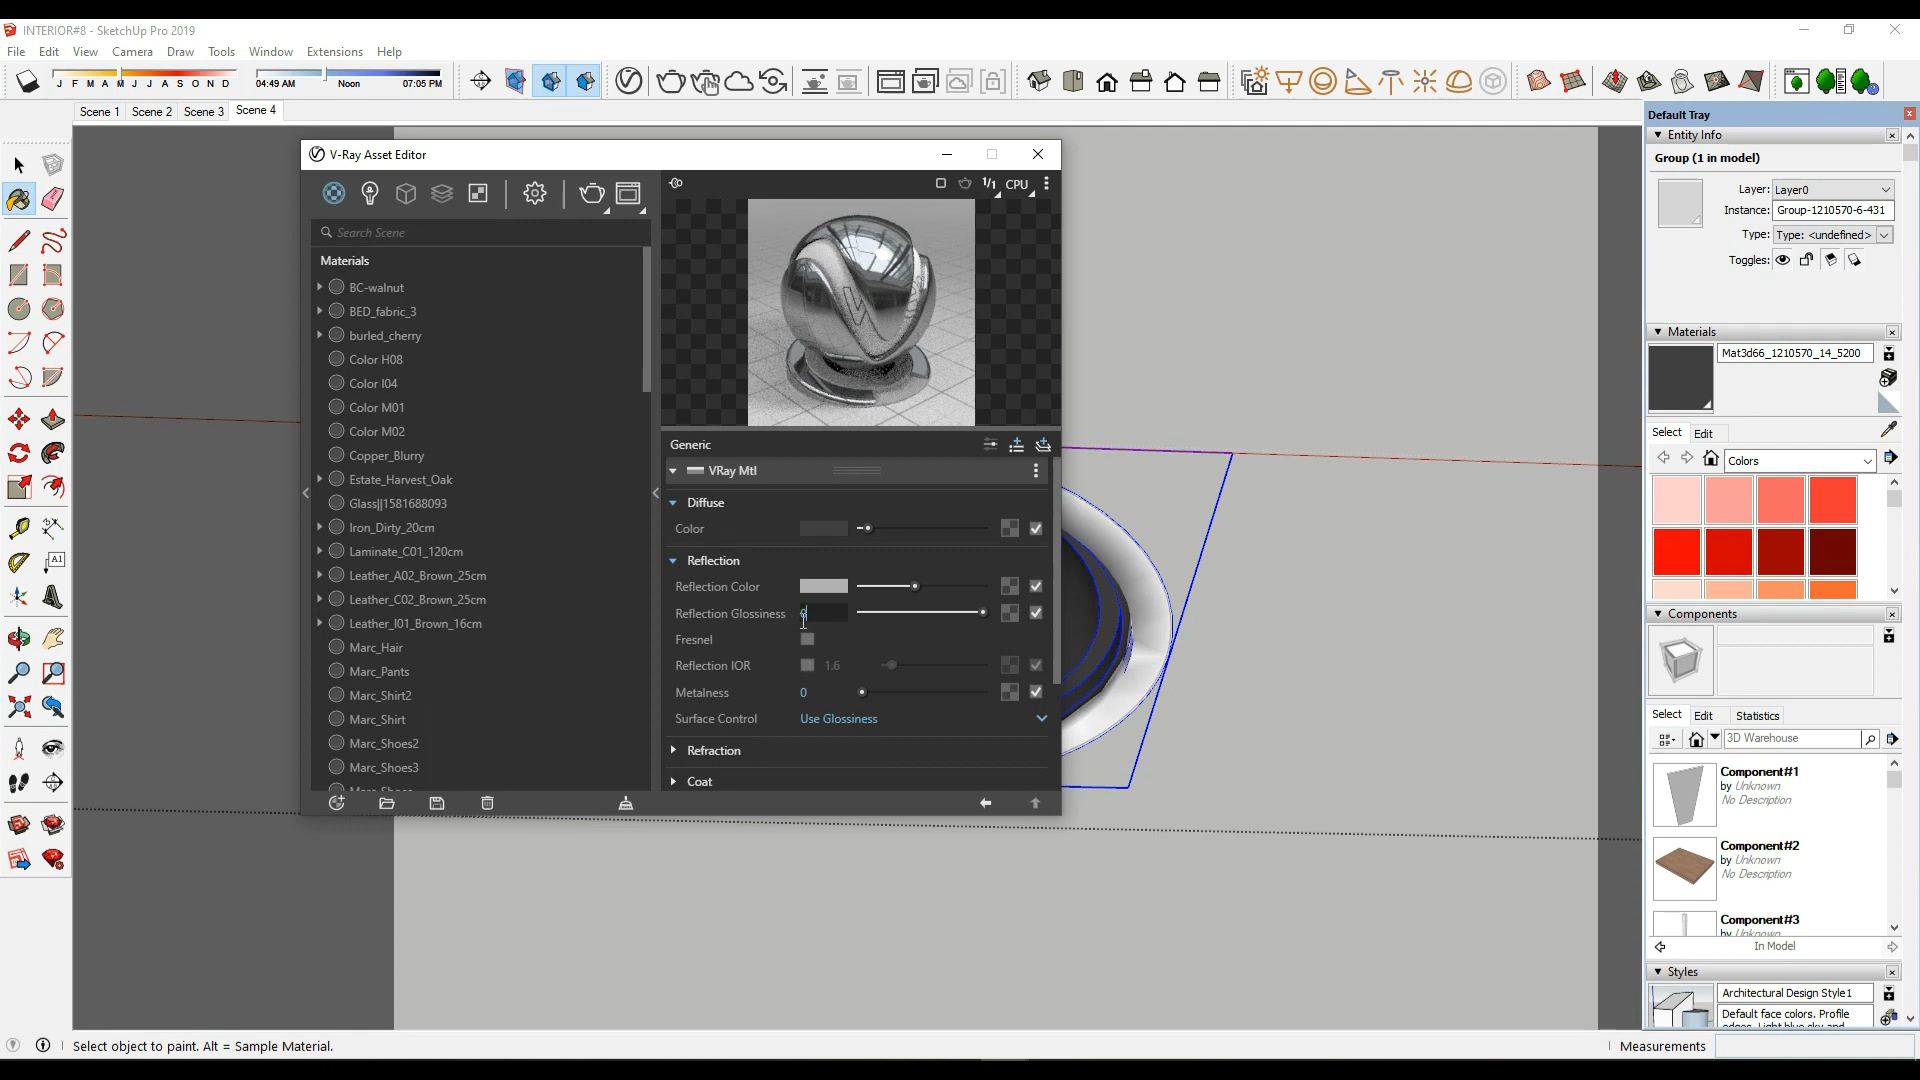 INTERIOR#8 - SketchUp Pro 2019
File Edit View Camera Draw Tools Window Extensions Help
J F M A M J J A S O N D
04:49 AM Noon 07:05 PM
Scene 1 Scene 2 Scene 3 Scene 4
V-Ray Asset Editor
1/1 CPU
Search Scene
Materials
BC-walnut
BED_fabric_3
burled_cherry
Color H08
Color I04
Color M01
Color M02
Copper_Blurry
Estate_Harvest_Oak
Glass||1581688093
Iron_Dirty_20cm
Laminate_C01_120cm
Leather_A02_Brown_25cm
Leather_C02_Brown_25cm
Leather_I01_Brown_16cm
Marc_Hair
Marc_Pants
Marc_Shirt2
Marc_Shirt
Marc_Shoes2
Marc_Shoes3
Generic
VRay Mtl
Diffuse
Color
Reflection
Reflection Color
Reflection Glossiness
Fresnel
Reflection IOR 1.6
Metalness 0
Surface Control Use Glossiness
Refraction
Coat
Default Tray
Entity Info
Group (1 in model)
Layer: Layer0
Instance: Group-1210570-6-431
Type: Type: <undefined>
Toggles:
Materials
Mat3d66_1210570_14_5200
Select Edit
Colors
Components
Select Edit Statistics
3D Warehouse
Component#1
by Unknown
No Description
Component#2
by Unknown
No Description
Component#3
by Unknown
In Model
Styles
Architectural Design Style1
Default face colors. Profile
A1
Select object to paint. Alt = Sample Material.
Measurements